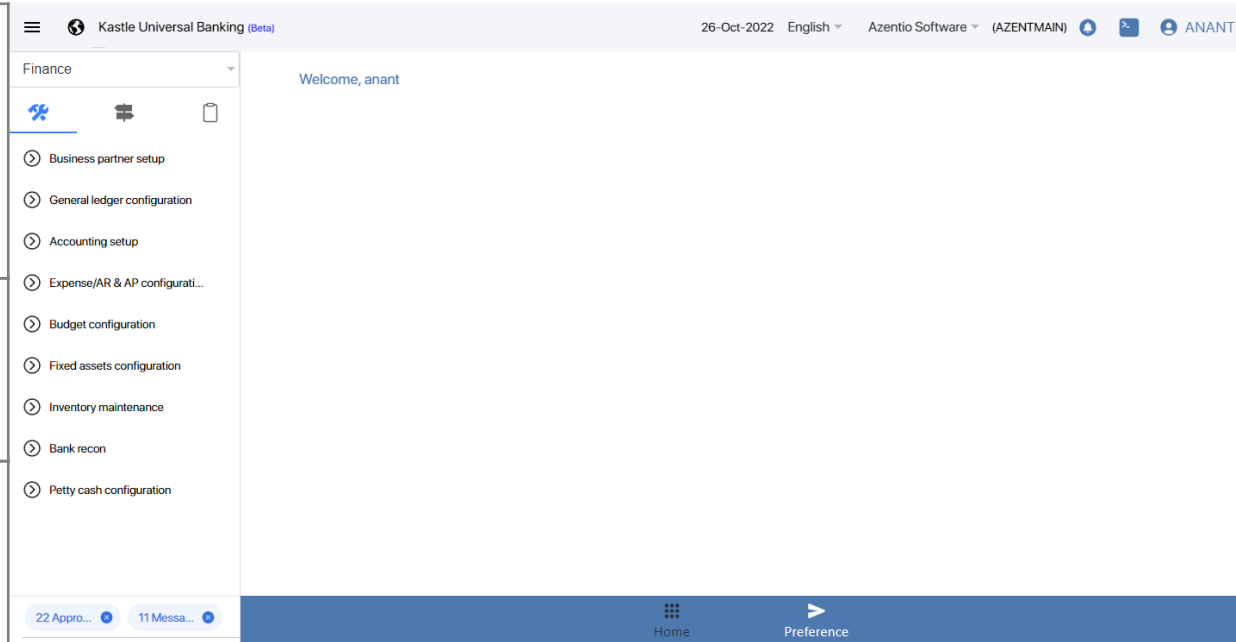 Kastle Universal Banking (Beta) 26-Oct-2022 English Azentio Software (AZENTMAIN) ANANT
Finance
Welcome, anant
Business partner setup
General ledger configuration
Accounting setup
Expense/AR & AP configurati...
Budget configuration
Fixed assets configuration
Inventory maintenance
Bank recon
Petty cash configuration
22 Appro... 11 Messa...
Home Preference